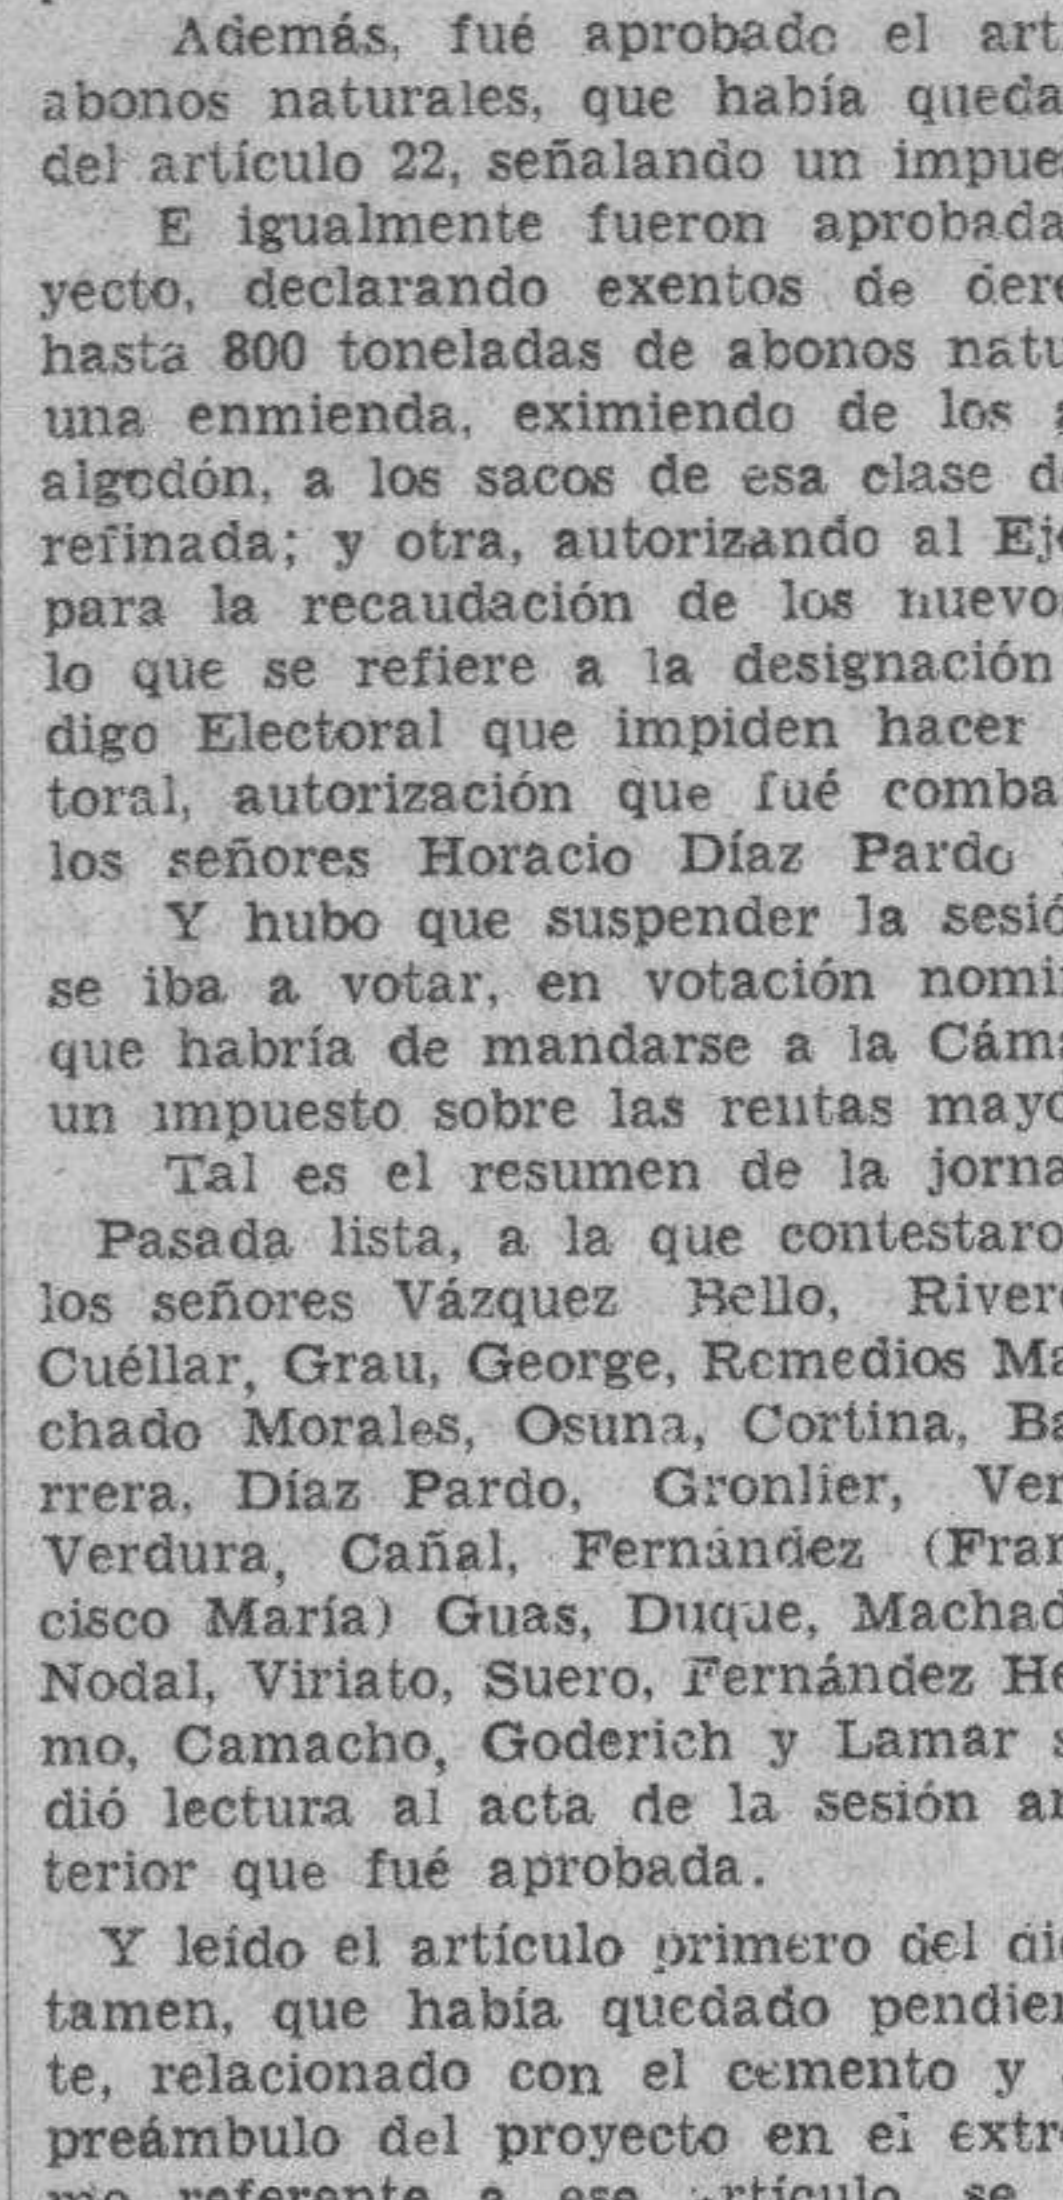 Además, fué aprobado el art
abonos naturales, que había queda
del artículo 22, señalando un impue
E igualmente fueron aprobada
yecto, declarando exentos de dere
hasta 800 toneladas de abonos natu
una enmienda, eximiendo de los
algodón, a los sacos de esa clase d
refinada; y otra, autorizando al Eje
para la recaudación de los nuevo
lo que se refiere a la designación
digo Electoral que impiden hacer
toral, autorización que fué comba
los señores Horacio Díaz Pardo
Y hubo que suspender la sesió
se iba a votar, en votación nomi
que habría de mandarse a la Cáma
un impuesto sobre las rentas mayo
Tal es el resumen de la jorna
Pasada lista, a la que contestaro
los señores Vázquez Bello, River
Cuéllar, Grau, George, Remedios Ma
chado Morales, Osuna, Cortina, Ba
rrera, Díaz Pardo, Gronlier, Ver
Verdura, Cañal, Fernández (Fran
cisco María) Guas, Duque, Machad
Nodal, Viriato, Suero, Fernández He
mo, Camacho, Goderich y Lamar s
dió lectura al acta de la sesión an
terior que fué aprobada.
Y leído el artículo primero del dic
tamen, que había quedado pendien
te, relacionado con el cemento y
preámbulo del proyecto en el extre
mo referente a ese artículo se